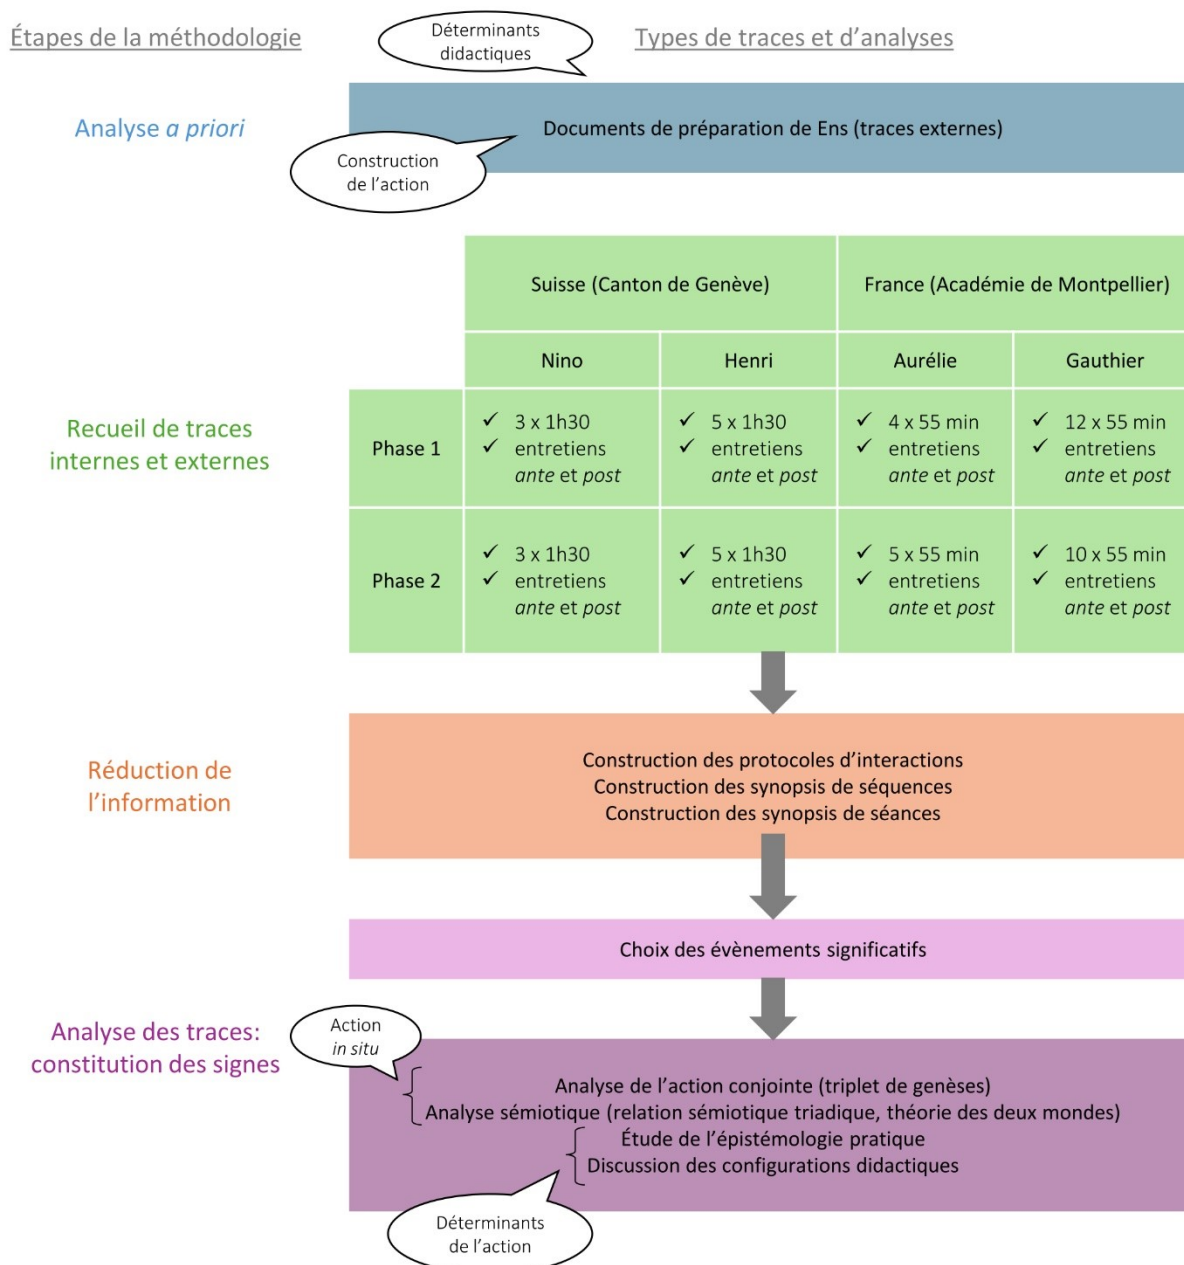 Étapes de la méthodologie
Déterminants
didactiques
Types de traces et d'analyses
Analyse a priori
Documents de préparation de Ens (traces externes)
Construction
de l'action
Suisse (Canton de Genève)
France (Académie de Montpellier)
Nino
Henri
Aurélie
Gauthier
Recueil de traces
internes et externes
Phase 1
✓ 3 x 1h30
✓ entretiens
ante et post
✓ 5 x 1h30
✓ entretiens
ante et post
✓ 4 x 55 min
✓ entretiens
ante et post
✓ 12 x 55 min
✓ entretiens
ante et post
Phase 2
✓ 3 x 1h30
✓ entretiens
ante et post
✓ 5 x 1h30
✓ entretiens
ante et post
✓ 5 x 55 min
✓ entretiens
ante et post
✓ 10 x 55 min
✓ entretiens
ante et post
Réduction de
l'information
Construction des protocoles d'interactions
Construction des synopsis de séquences
Construction des synopsis de séances
Choix des évènements significatifs
Analyse des traces:
constitution des signes
Action
in situ
Analyse de l'action conjointe (triplet de genèses)
Analyse sémiotique (relation sémiotique triadique, théorie des deux mondes)
Étude de l'épistémologie pratique
Discussion des configurations didactiques
Déterminants
de l'action